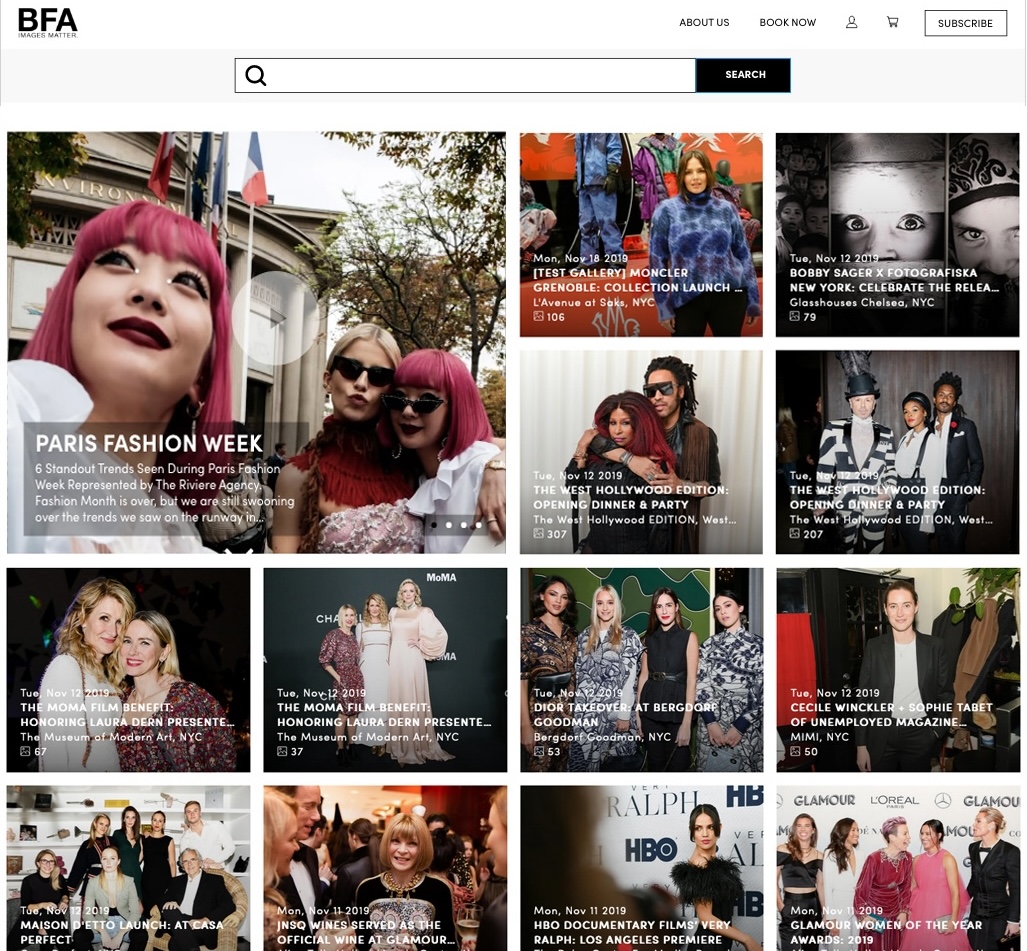 BFA
IMAGES MATTER.
ABOUT US
BOOK NOW
SUBSCRIBE
SEARCH
PARIS FASHION WEEK
6 Standout Trends Seen During Paris Fashion
Week Represented by The Riviere Agency.
Fashion Month is over, but we are still swooning
over the trends we saw on the runway in...
Mon, Nov 18 2019
[TEST GALLERY] MONCLER
GRENOBLE: COLLECTION LAUNCH ...
L'Avenue at Saks, NYC
106
Tue, Nov 12 2019
BOBBY SAGER X FOTOGRAFISKA
NEW YORK: CELEBRATE THE RELEA...
Glasshouses Chelsea, NYC
79
Tue, Nov 12 2019
THE WEST HOLLYWOOD EDITION:
OPENING DINNER & PARTY
The West Hollywood EDITION, West...
307
Tue, Nov 12 2019
THE WEST HOLLYWOOD EDITION:
OPENING DINNER & PARTY
The West Hollywood EDITION, West...
207
Tue, Nov 12 2019
THE MOMA FILM BENEFIT:
HONORING LAURA DERN PRESENTE...
The Museum of Modern Art, NYC
67
MoMA
Tue, Nov 12 2019
THE MOMA FILM BENEFIT:
HONORING LAURA DERN PRESENTE...
The Museum of Modern Art, NYC
37
Tue, Nov 12 2019
DIOR TAKEOVER: AT BERGDORF
GOODMAN
Bergdorf Goodman, NYC
53
Tue, Nov 12 2019
CECILE WINCKLER + SOPHIE TABET
OF UNEMPLOYED MAGAZINE...
MIMI, NYC
50
Tue, Nov 12 2019
MAISON D'ETTO LAUNCH: AT CASA
PERFECT
Mon, Nov 11 2019
JNSQ WINES SERVED AS THE
OFFICIAL WINE AT GLAMOUR...
VERY
RALPH
HBO
Mon, Nov 11 2019
HBO DOCUMENTARY FILMS' VERY
RALPH: LOS ANGELES PREMIERE
GLAMOUR
L'ORÉAL
PARIS
Mon, Nov 11 2019
GLAMOUR WOMEN OF THE YEAR
AWARDS: 2019